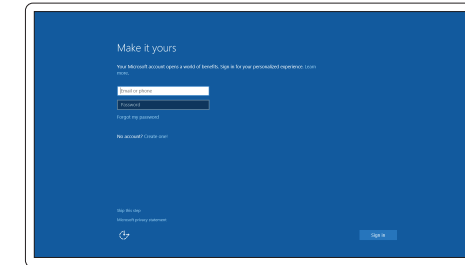 Make it yours
Your Microsoft account opens a world of benefits. Sign in for your personalized experience. Learn
more.
Email or phone
Password
Forgot my password
No account? Create one!
Skip this step
Microsoft privacy statement
Sign in